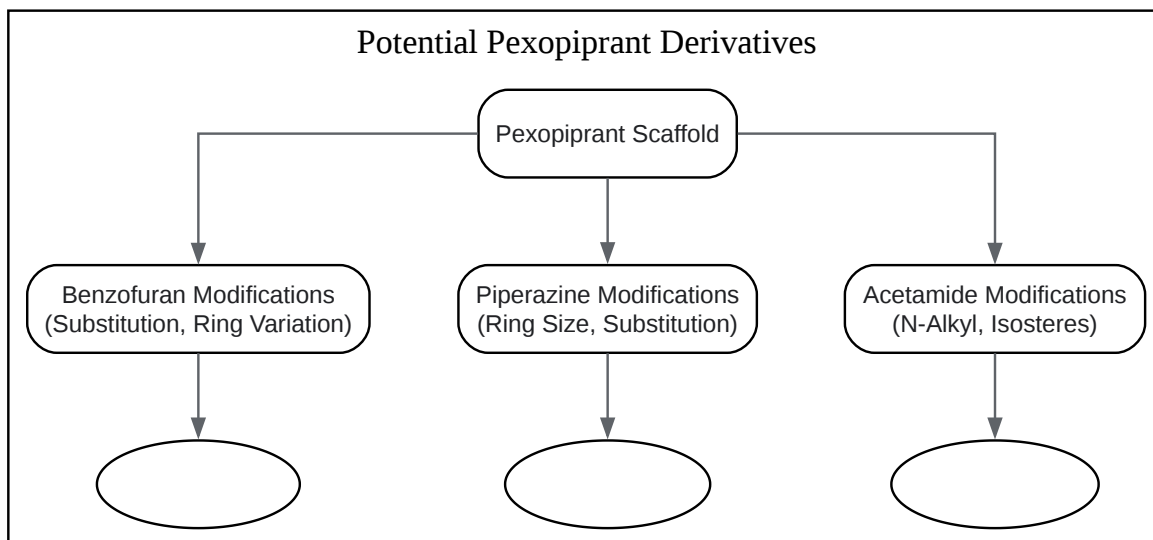 Potential Pexopiprant Derivatives
Pexopiprant Scaffold
Benzofuran Modifications
(Substitution, Ring Variation)
Piperazine Modifications
(Ring Size, Substitution)
Acetamide Modifications
(N-Alkyl, Isosteres)